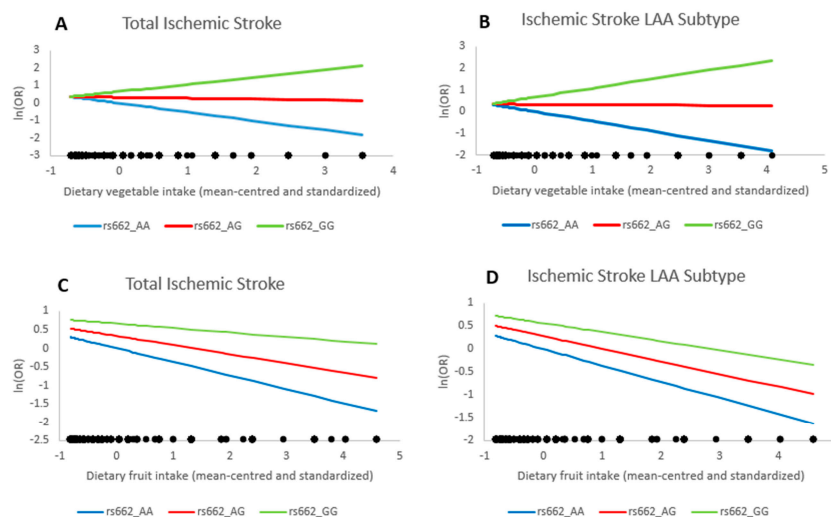 A
Total Ischemic Stroke
ln(OR)
3
2
1
0
-1
-2
-3
-1 0 1 2 3 4
Dietary vegetable intake (mean-centred and standardized)
rs662_AA rs662_AG rs662_GG
B
Ischemic Stroke LAA Subtype
ln(OR)
3
2
1
0
-1
-2
-1 0 1 2 3 4 5
Dietary vegetable intake (mean-centred and standardized)
rs662_AA rs662_AG rs662_GG
C
Total Ischemic Stroke
ln(OR)
1
0.5
0
-0.5
-1
-1.5
-2
-2.5
-1 0 1 2 3 4 5
Dietary fruit intake (mean-centred and standardized)
rs662_AA rs662_AG rs662_GG
D
Ischemic Stroke LAA Subtype
ln(OR)
1
0.5
0
-0.5
-1
-1.5
-2
-1 0 1 2 3 4
Dietary fruit intake (mean-centred and standardized)
rs662_AA rs662_AG rs662_GG